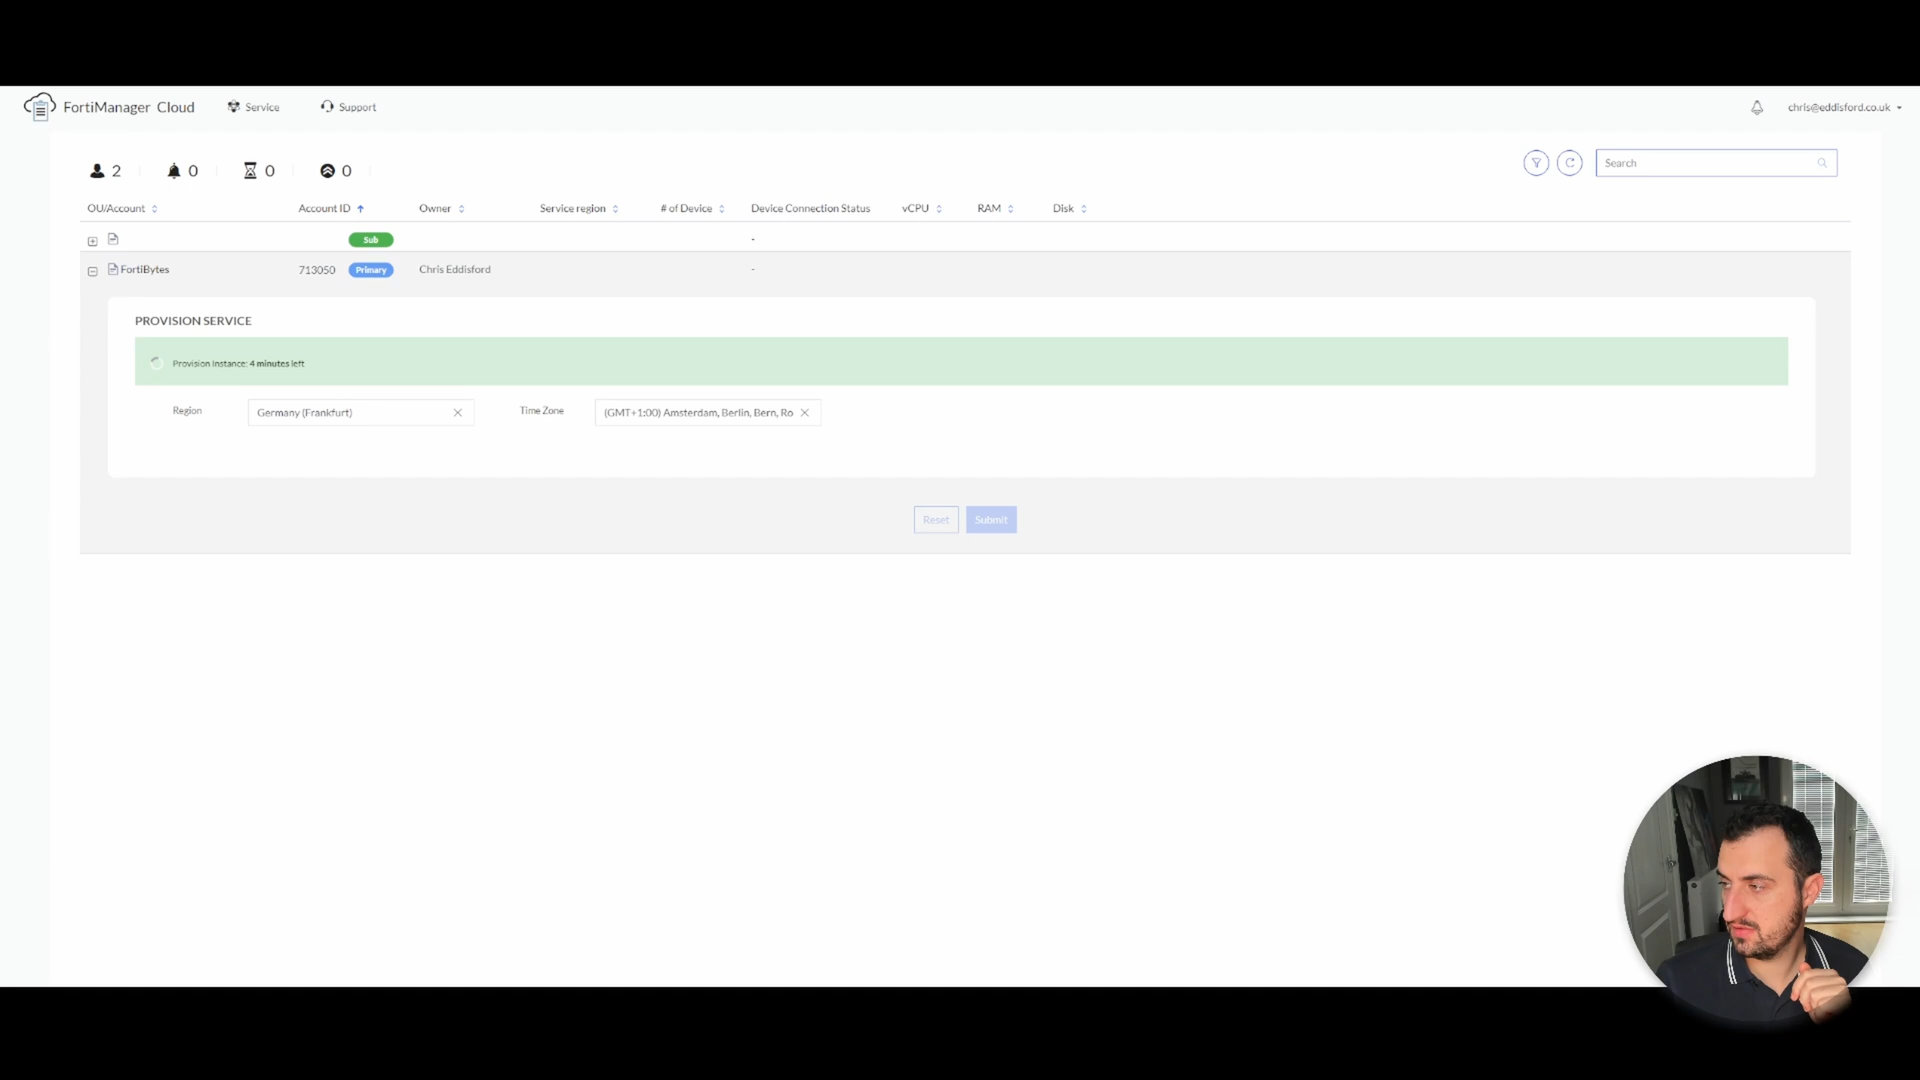 FortiManager Cloud Service Support chris@eddisford.co.uk
2 0 0 0 Search
OU/Account Account ID Owner Service region # of Device Device Connection Status vCPU RAM Disk
Sub -
FortiBytes 713050 Primary Chris Eddisford -
PROVISION SERVICE
Provision Instance: 4 minutes left
Region Germany (Frankfurt) Time Zone (GMT+1:00) Amsterdam, Berlin, Bern, Ro
Reset Submit